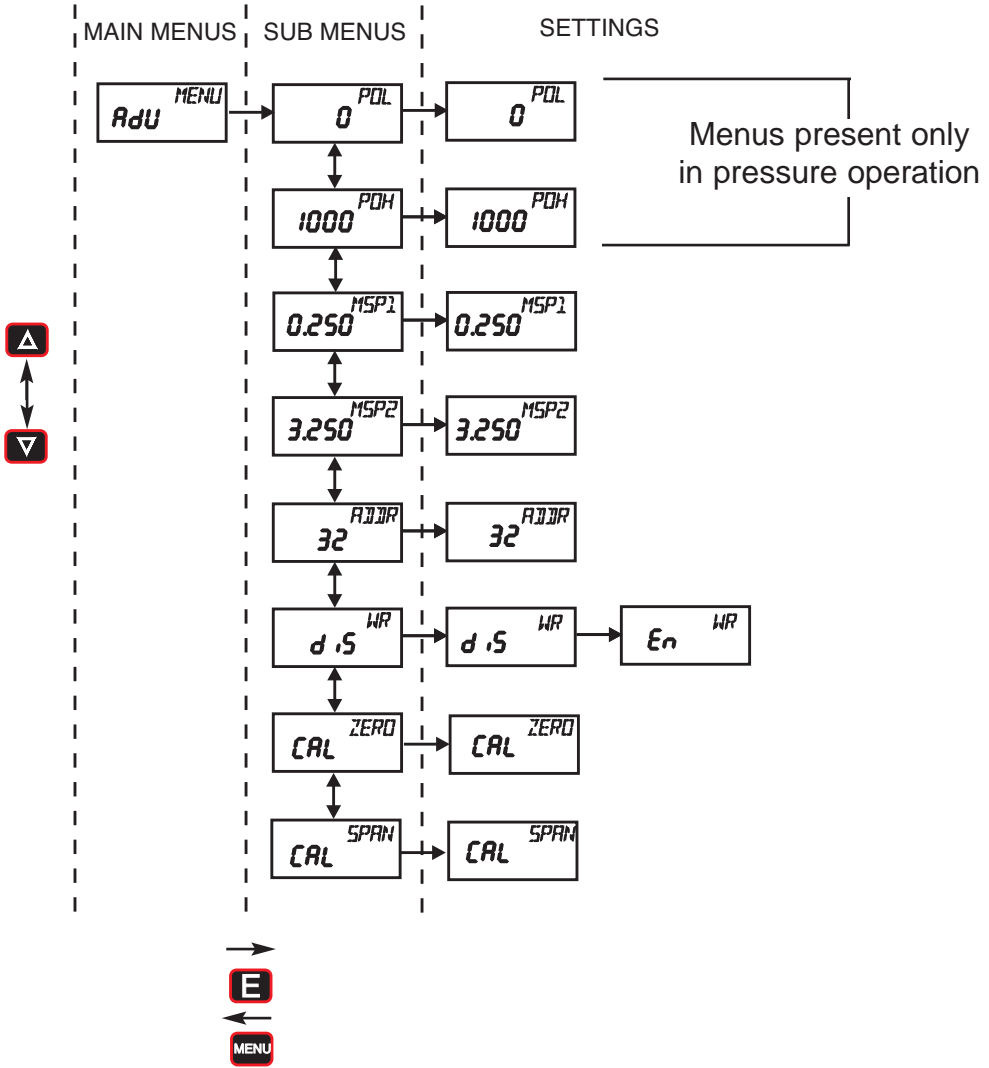 MAIN MENUS SUB MENUS SETTINGS
AdU MENU 0 POL 0 POL
Menus present only
in pressure operation
1000 POH 1000 POH
0.250 MSP1 0.250 MSP1
3.250 MSP2 3.250 MSP2
32 ADDR 32 ADDR
diS WR diS WR En WR
CAL ZERO CAL ZERO
CAL SPAN CAL SPAN
E
MENU